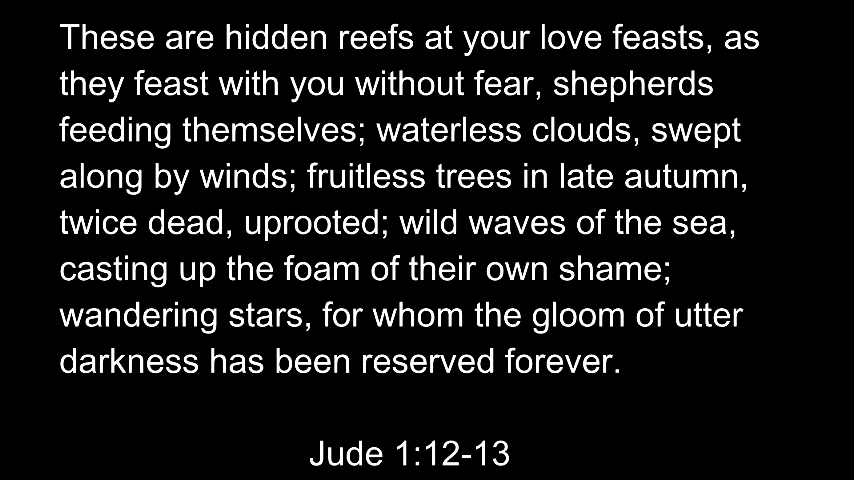 These are hidden reefs at your love feasts, as
they feast with you without fear, shepherds
feeding themselves; waterless clouds, swept
along by winds; fruitless trees in late autumn,
twice dead, uprooted; wild waves of the sea,
casting up the foam of their own shame;
wandering stars, for whom the gloom of utter
darkness has been reserved forever.
Jude 1:12-13